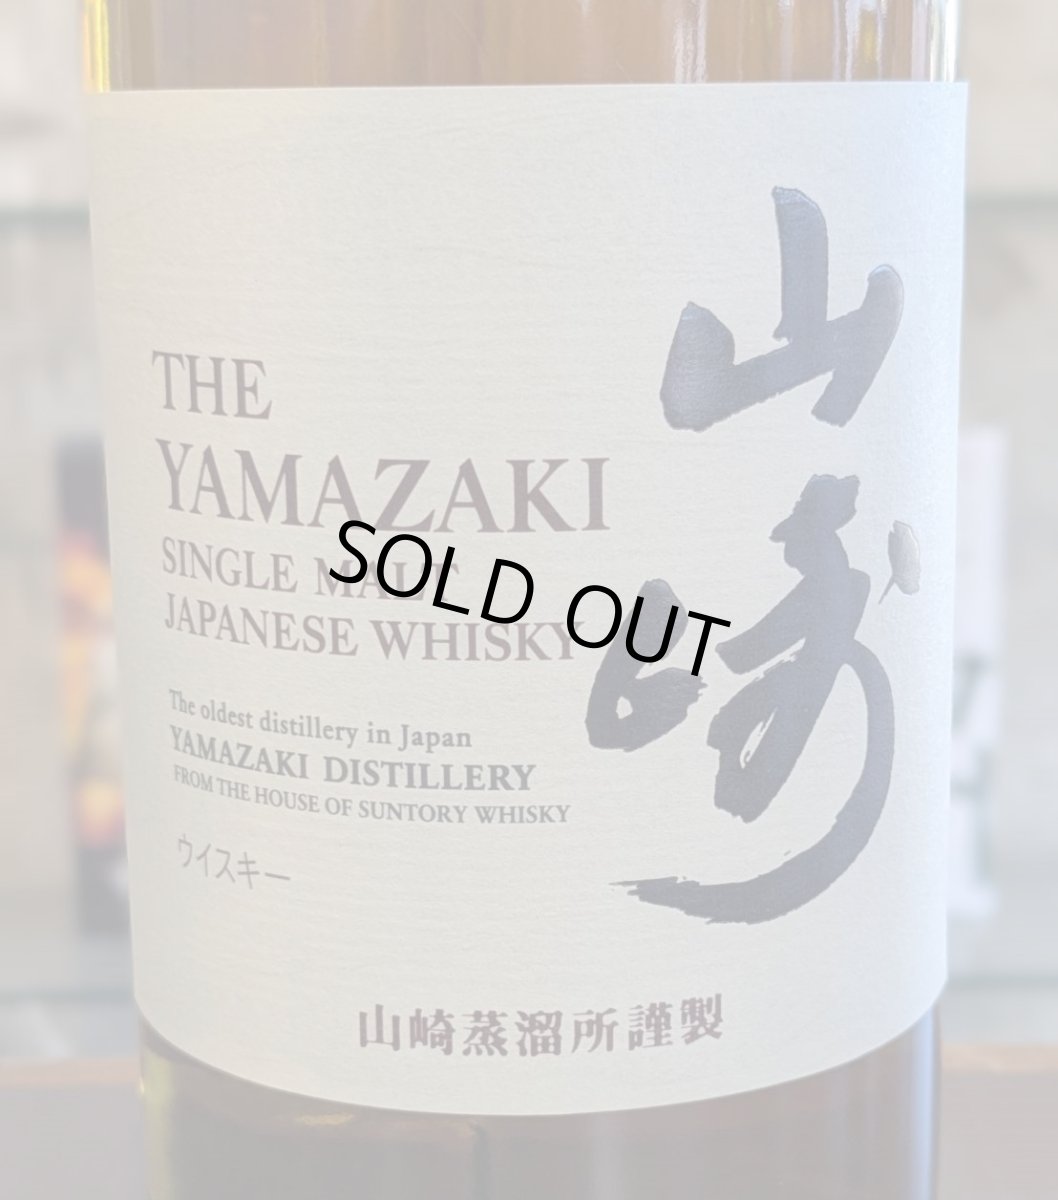 THE
YAMAZAKI
SINGLE MALT
JAPANESE WHISKY
The oldest distillery in Japan
YAMAZAKI DISTILLERY
FROM THE HOUSE OF SUNTORY WHISKY
ウイスキー
山崎
山崎蒸溜所謹製
SOLD OUT